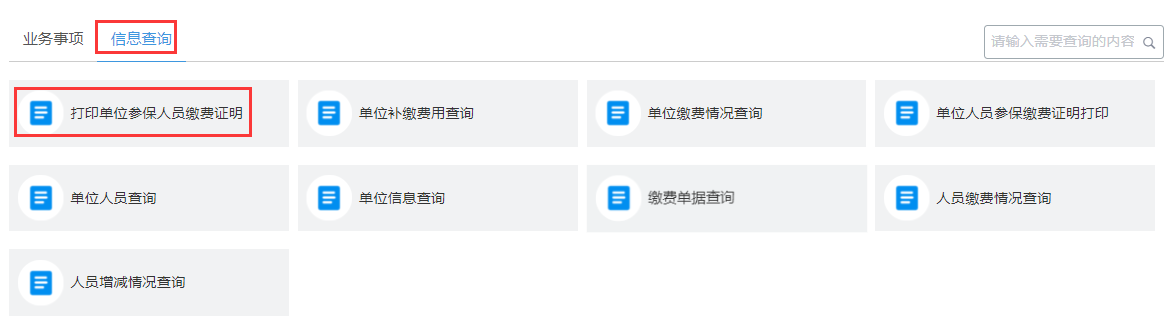 业务事项 信息查询 请输入需要查询的内容
打印单位参保人员缴费证明 单位补缴费用查询 单位缴费情况查询 单位人员参保缴费证明打印
单位人员查询 单位信息查询 缴费单据查询 人员缴费情况查询
人员增减情况查询